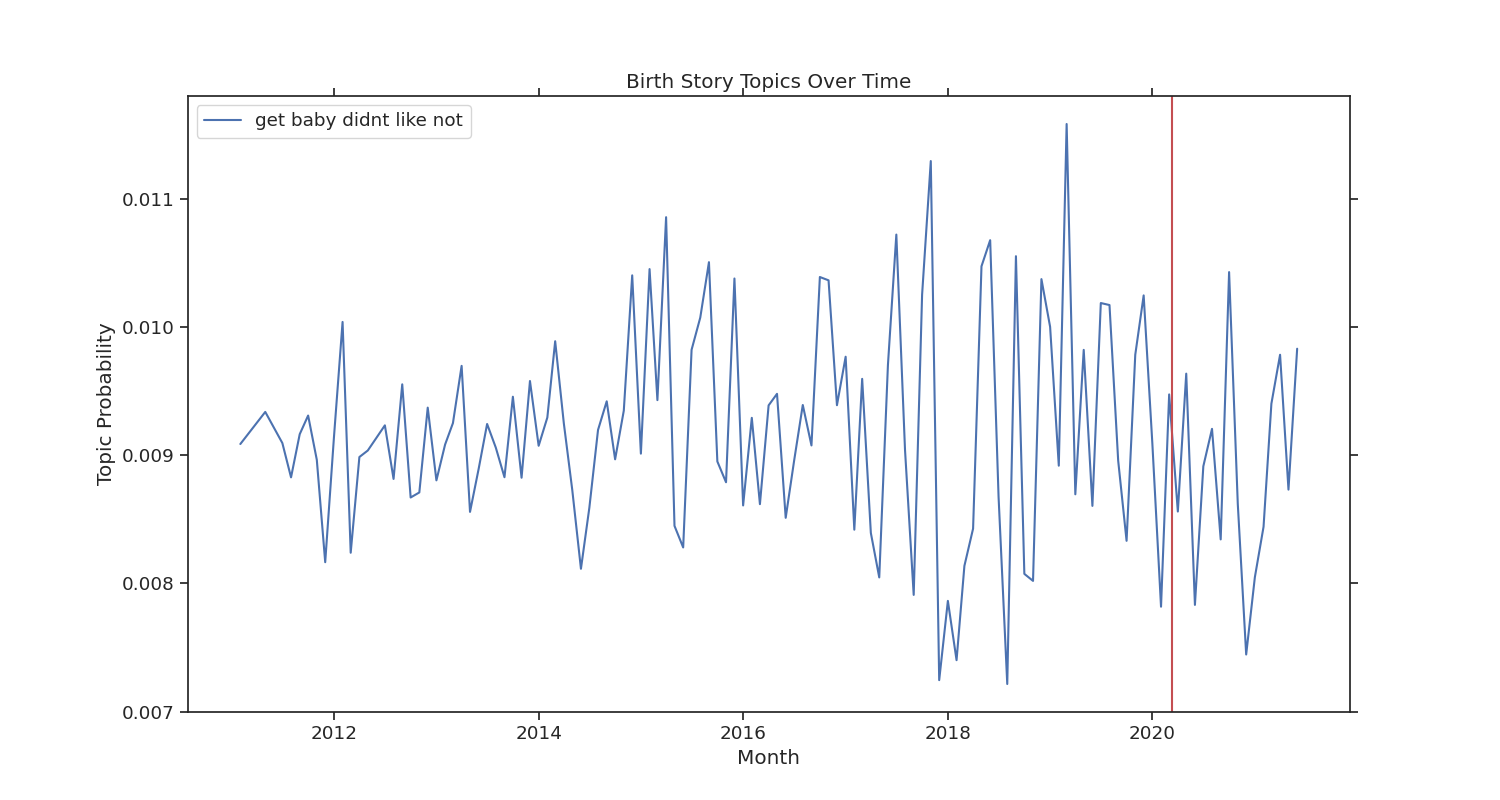 Birth Story Topics Over Time
get baby didnt like not
Topic Probability
0.011
0.010
0.009
0.008
0.007
2012 2014 2016 2018 2020
Month